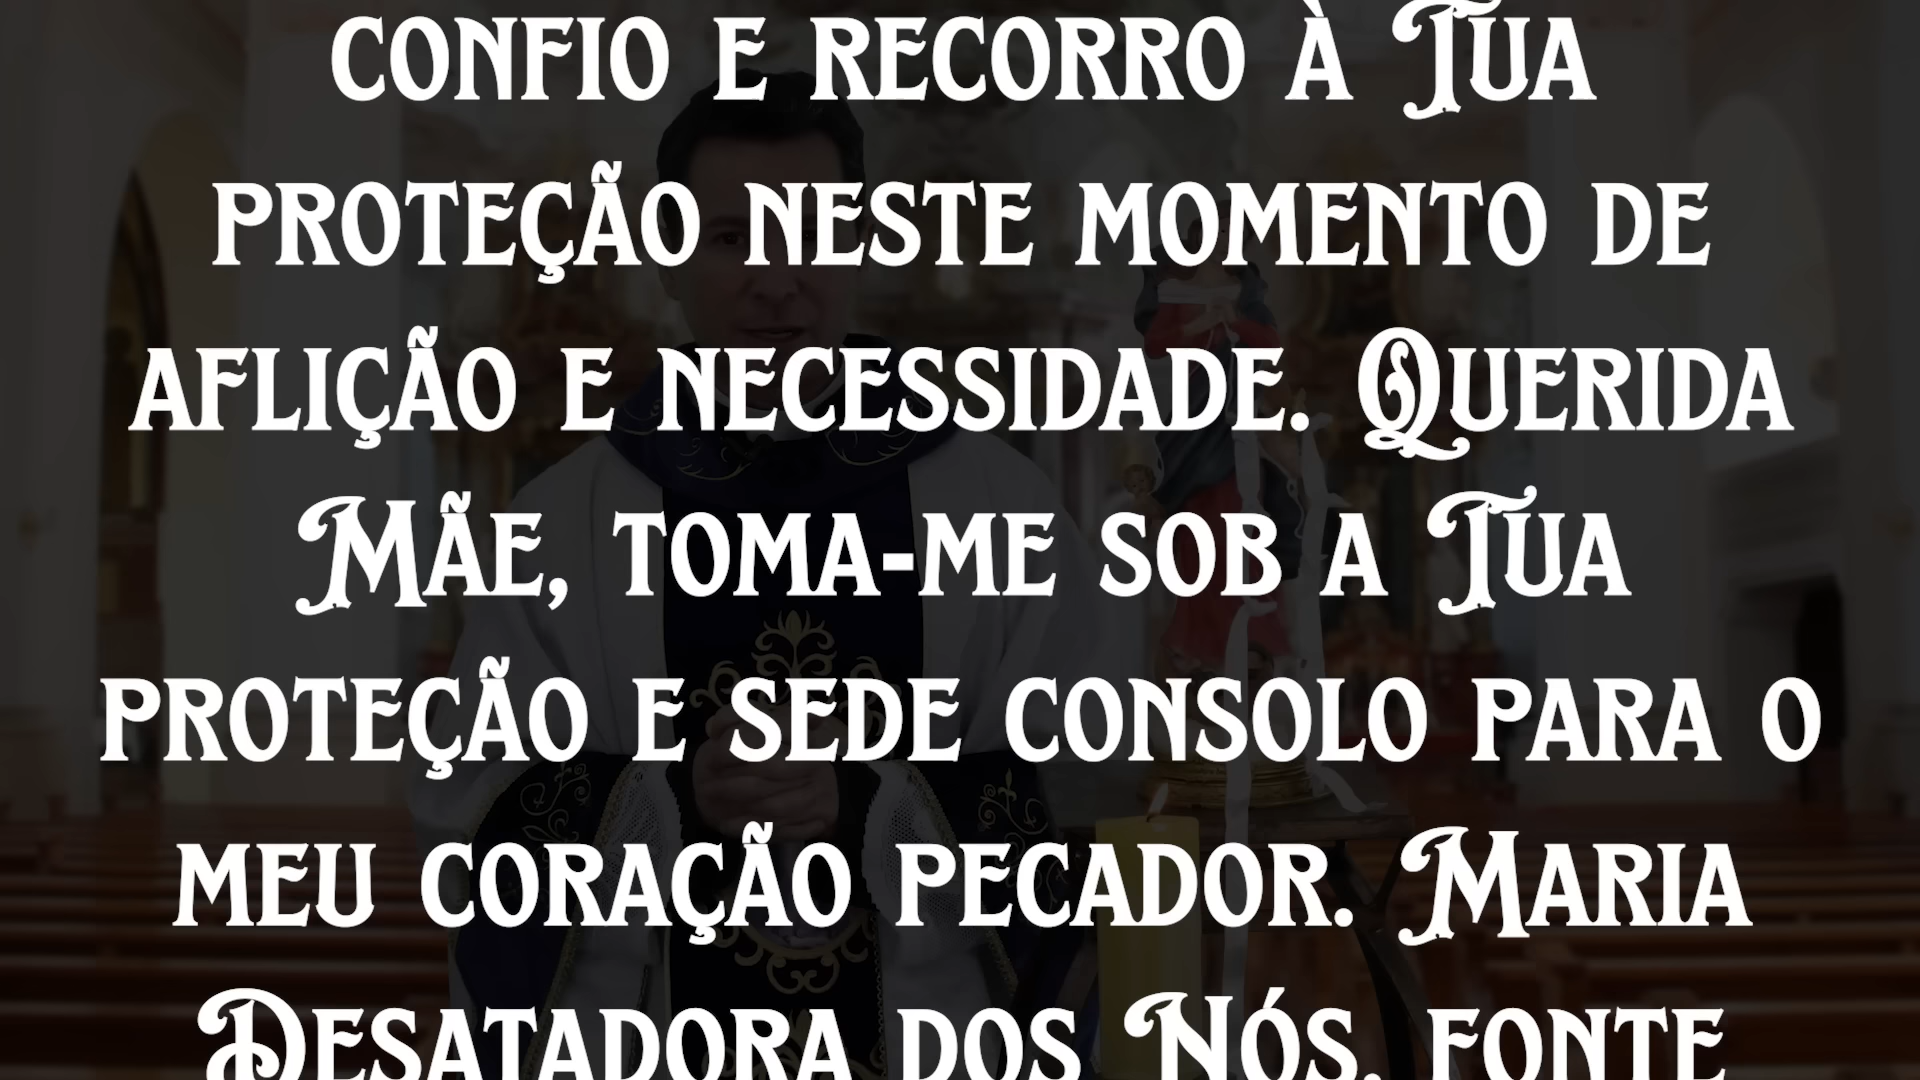 confio e recorro à Tua
proteção neste momento de
aflição e necessidade. Querida
Mãe, toma-me sob a Tua
proteção e sede consolo para o
meu coração pecador. Maria
Desatadora dos Nós, fonte